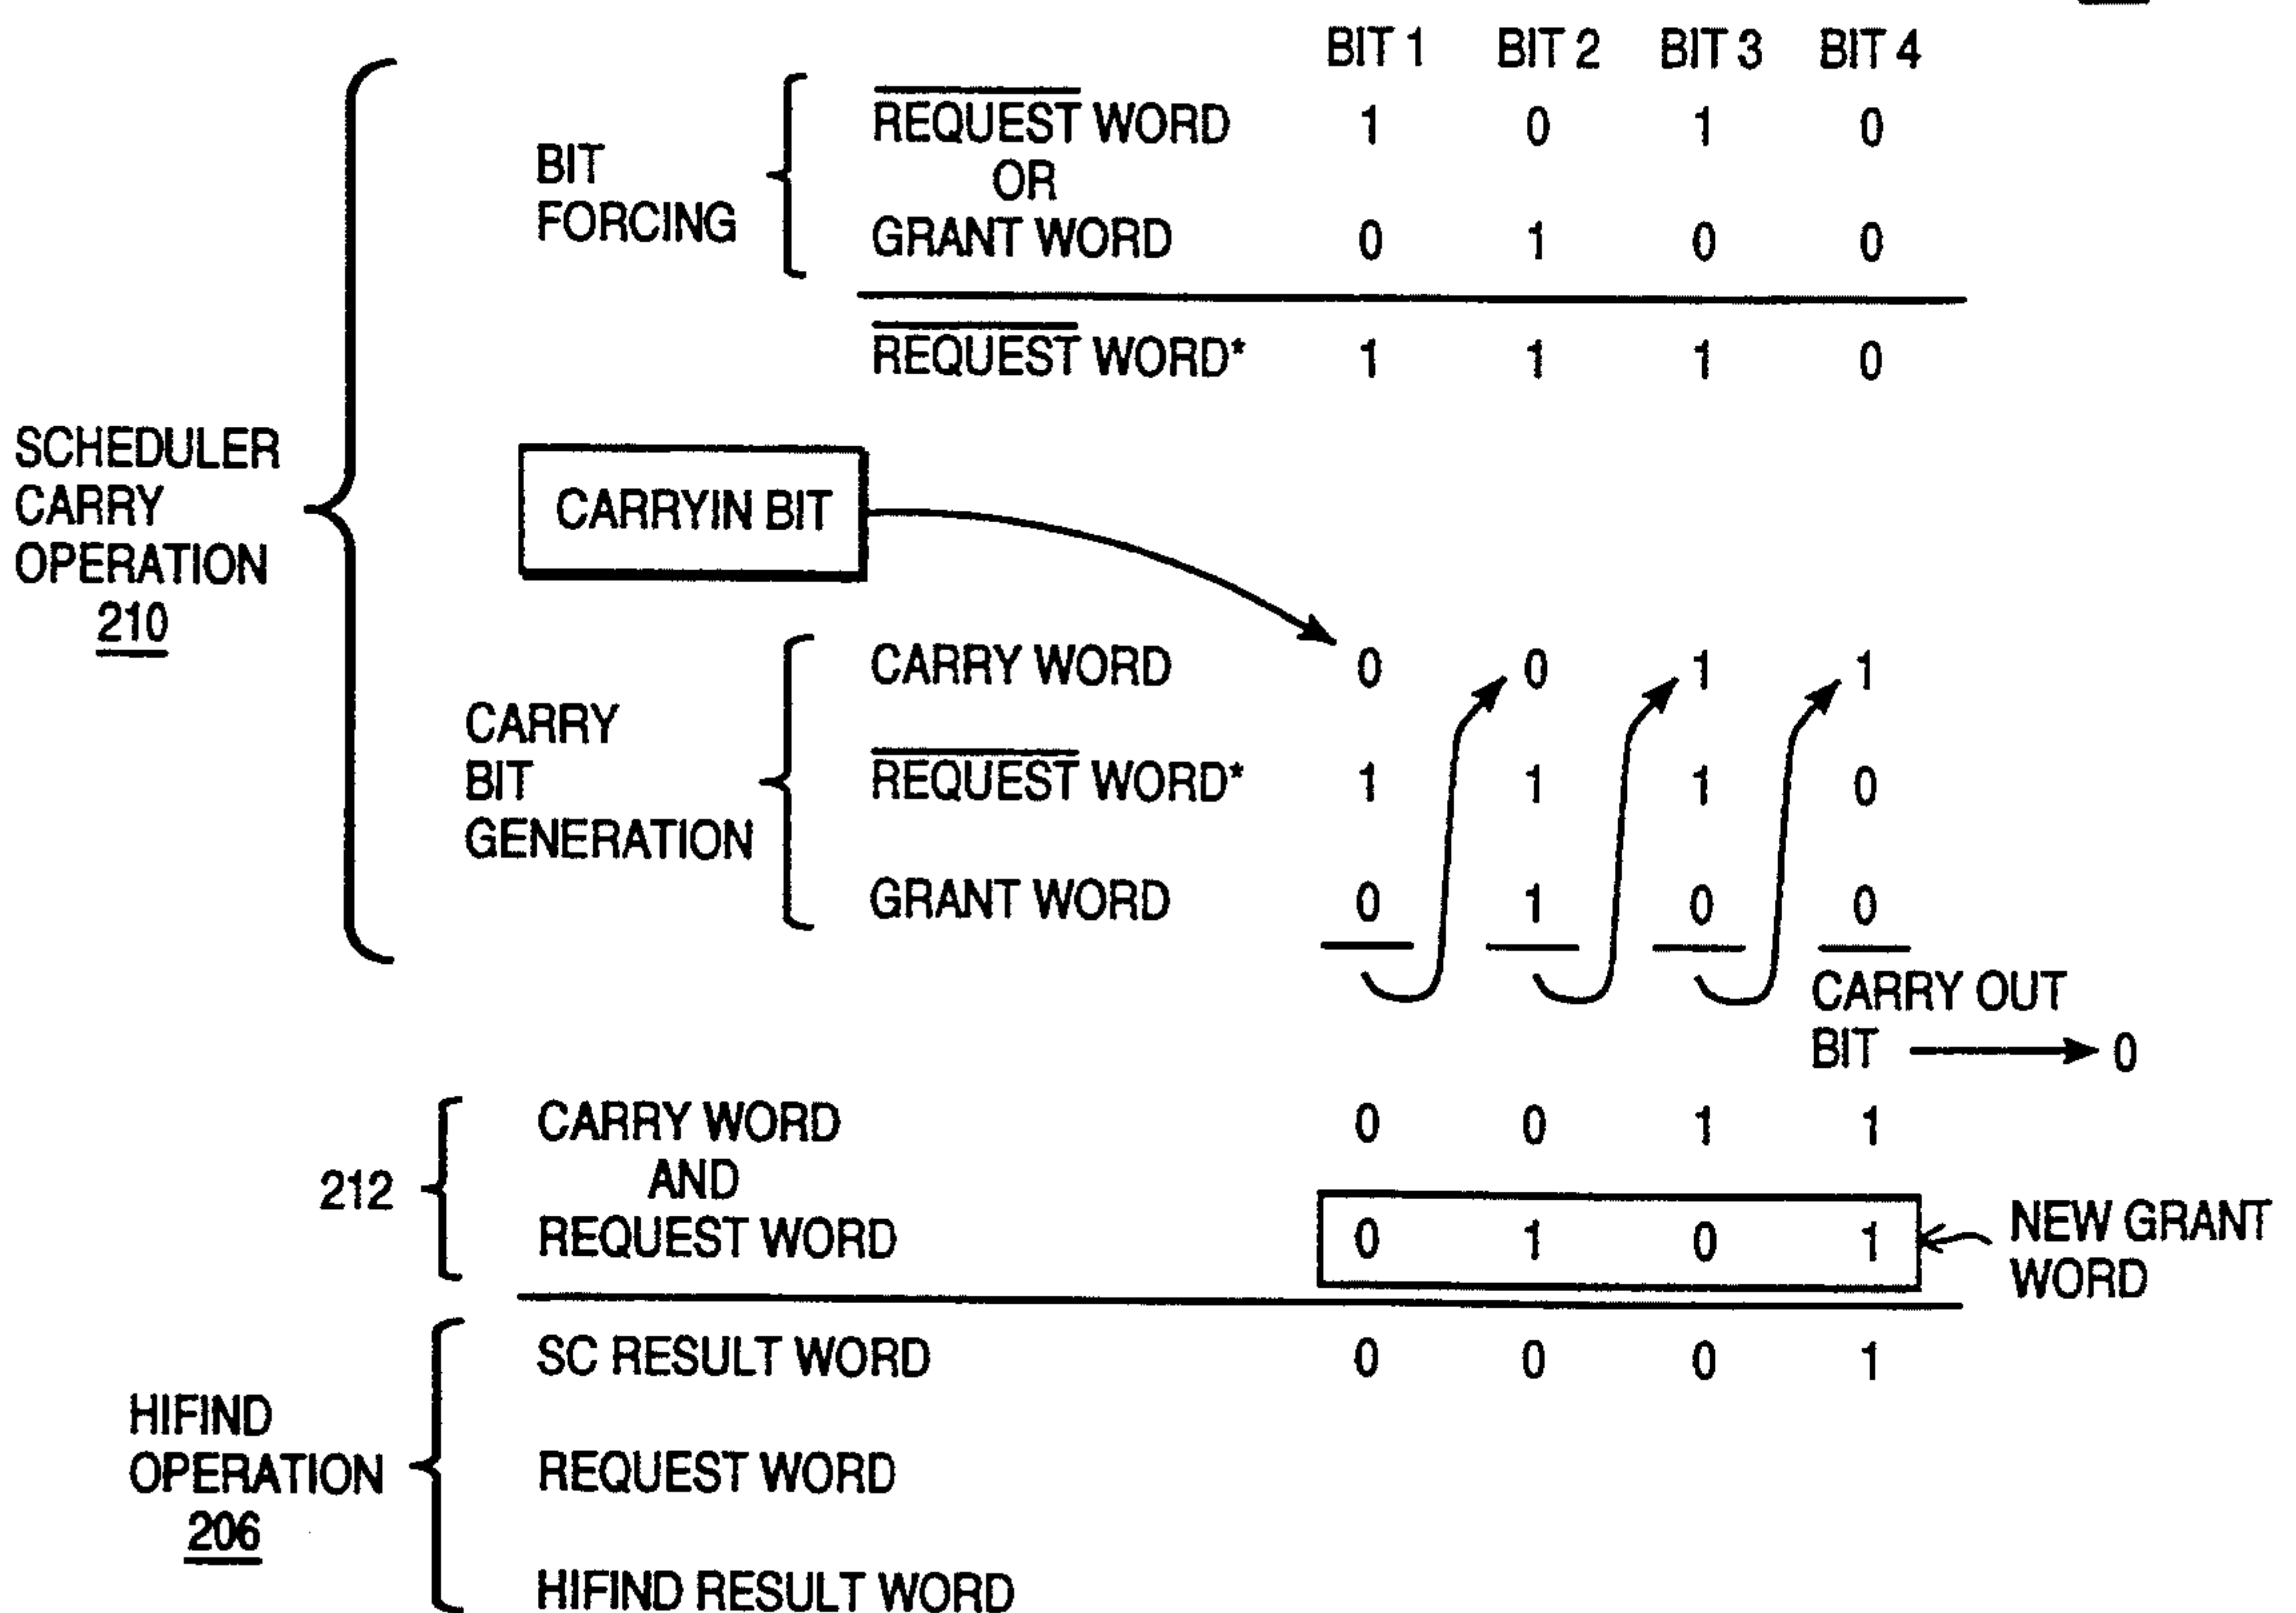 BIT 1 BIT 2 BIT 3 BIT 4
REQUEST WORD 1 0 1 0
BIT
FORCING
OR
GRANT WORD 0 1 0 0
REQUEST WORD* 1 1 1 0
SCHEDULER
CARRY
OPERATION
210
CARRYIN BIT
CARRY WORD 0 0 1 1
CARRY
BIT
GENERATION
REQUEST WORD* 1 1 1 0
GRANT WORD 0 1 0 0
CARRY OUT
BIT 0
212
CARRY WORD 0 0 1 1
AND
REQUEST WORD 0 1 0 1
NEW GRANT
WORD
SC RESULT WORD 0 0 0 1
HIFIND
OPERATION
206
REQUEST WORD
HIFIND RESULT WORD